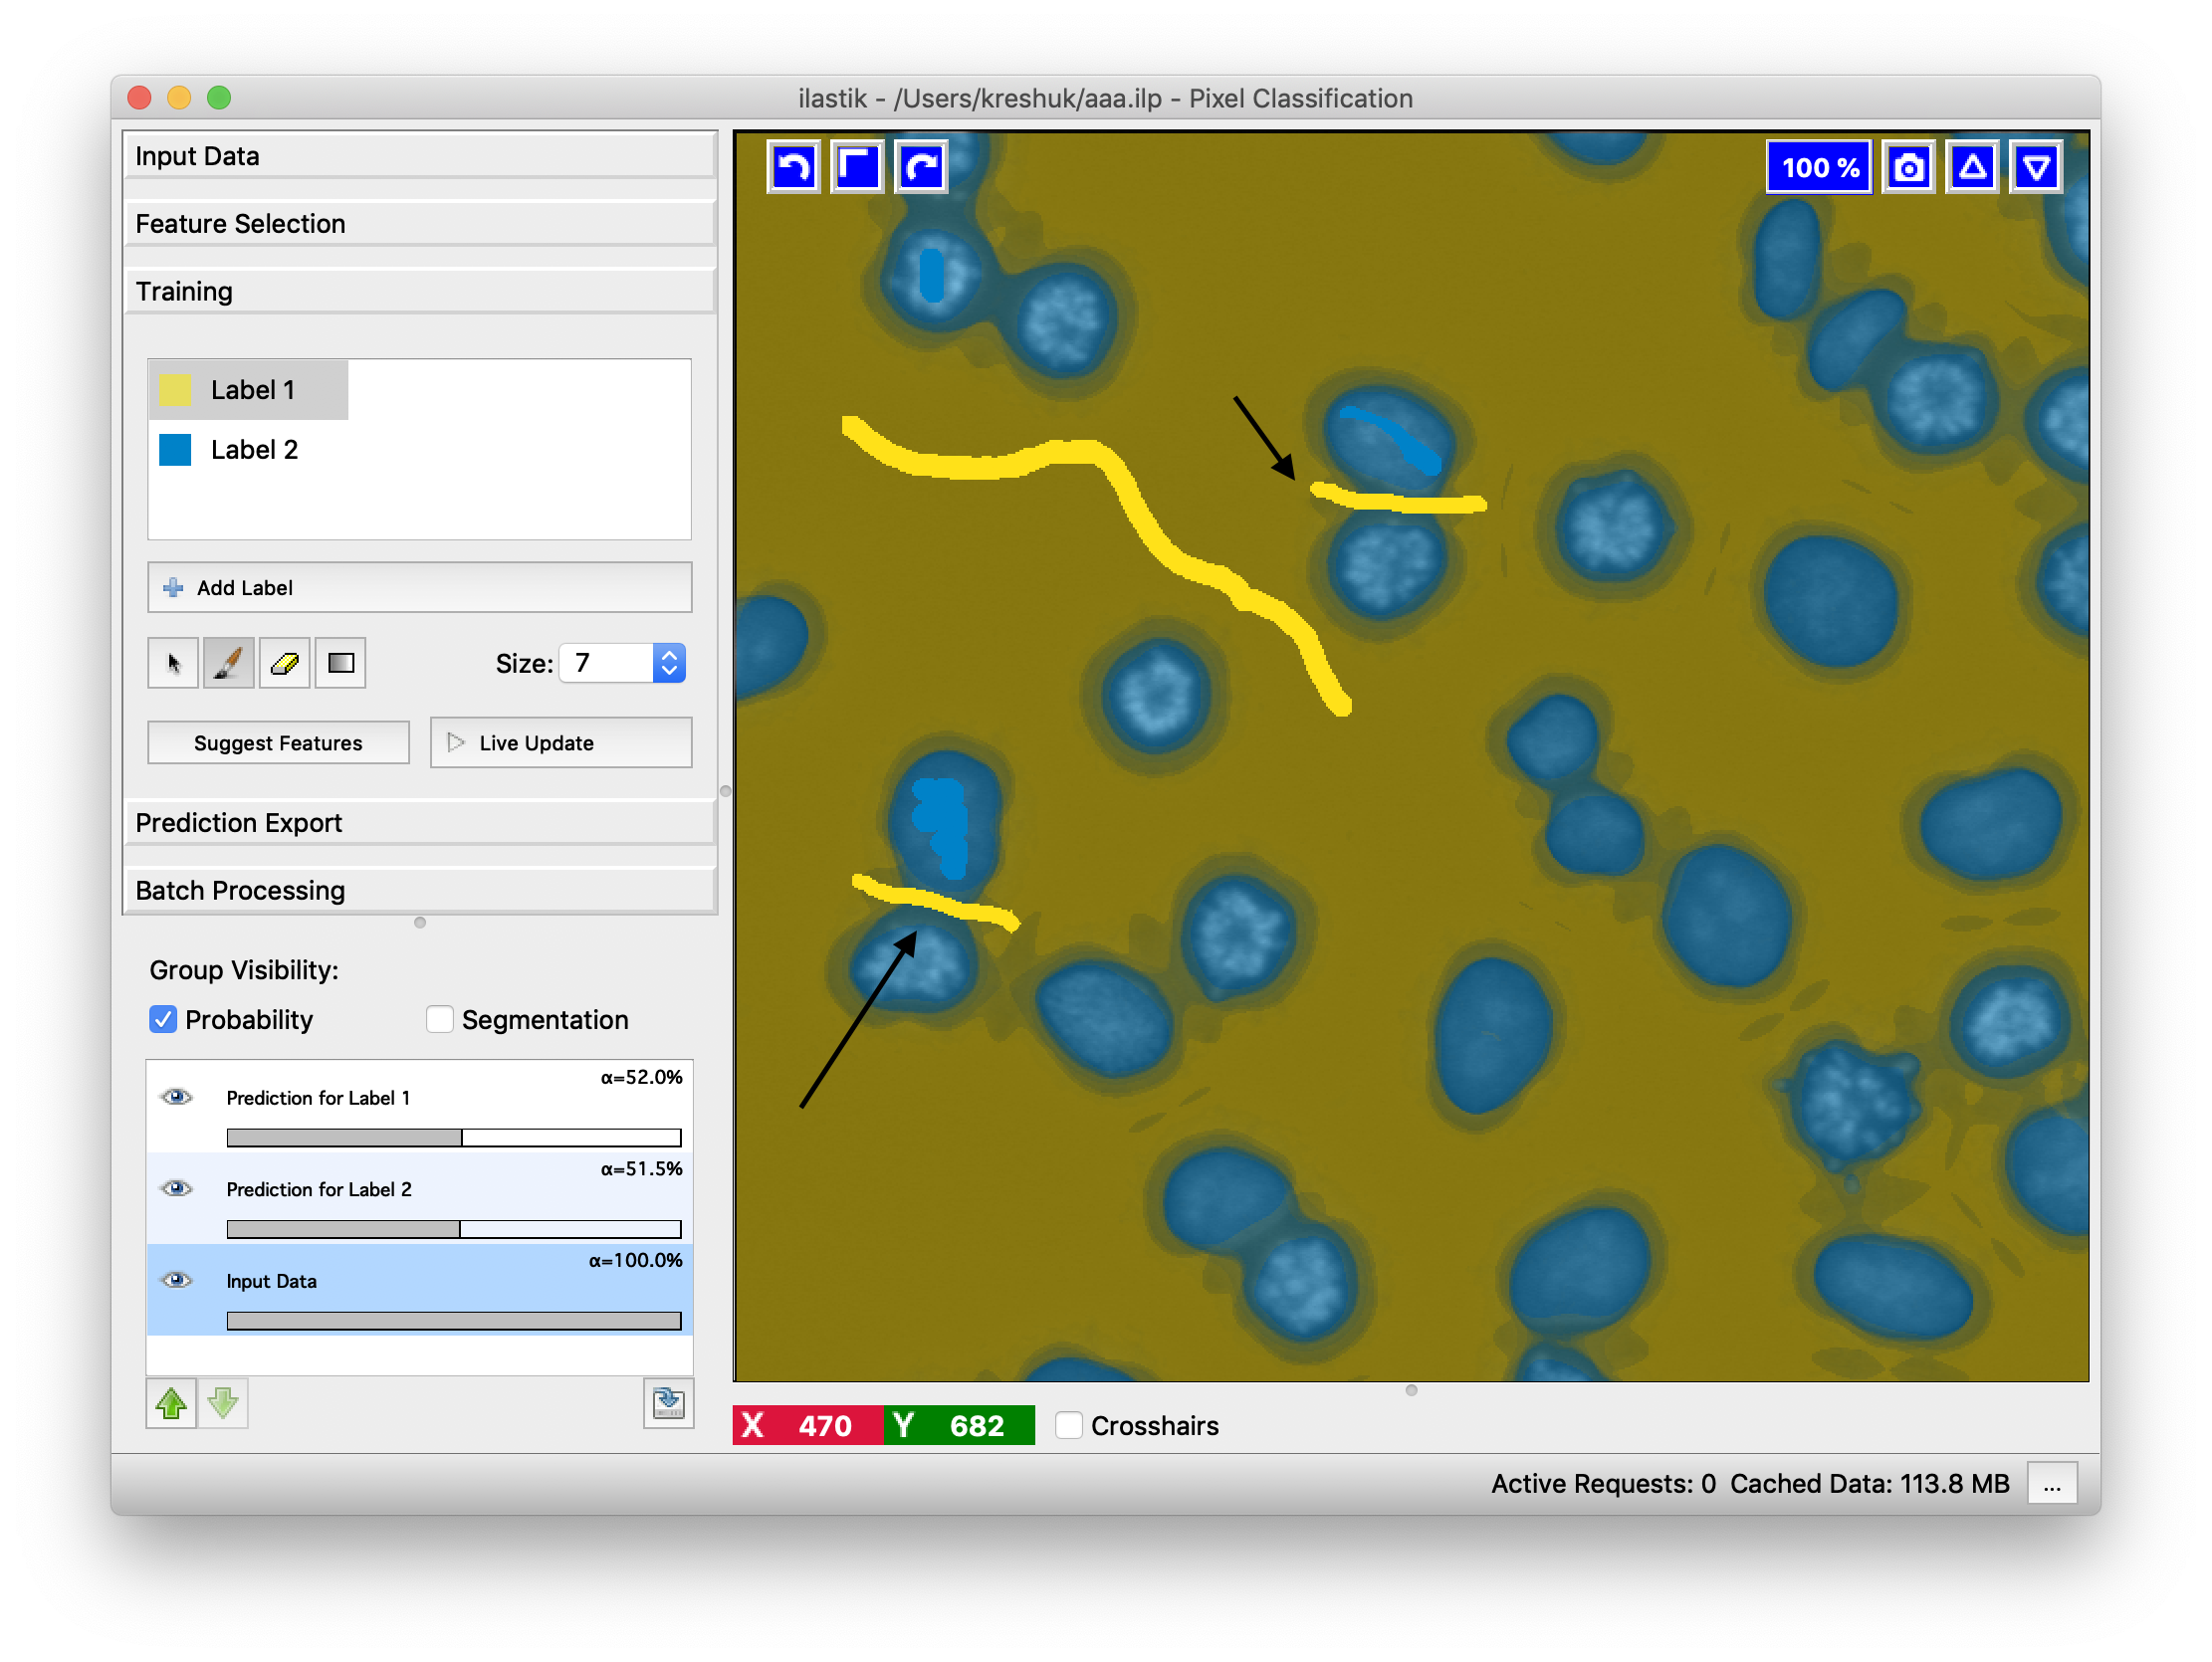 ilastik - /Users/kreshuk/aaa.ilp - Pixel Classification
Input Data
Feature Selection
Training
Label 1
Label 2
Add Label
Size: 7
Suggest Features
Live Update
Prediction Export
Batch Processing
Group Visibility:
Probability
Segmentation
α=52.0%
Prediction for Label 1
α=51.5%
Prediction for Label 2
α=100.0%
Input Data
100 %
X 470 Y 682
Crosshairs
Active Requests: 0 Cached Data: 113.8 MB
...